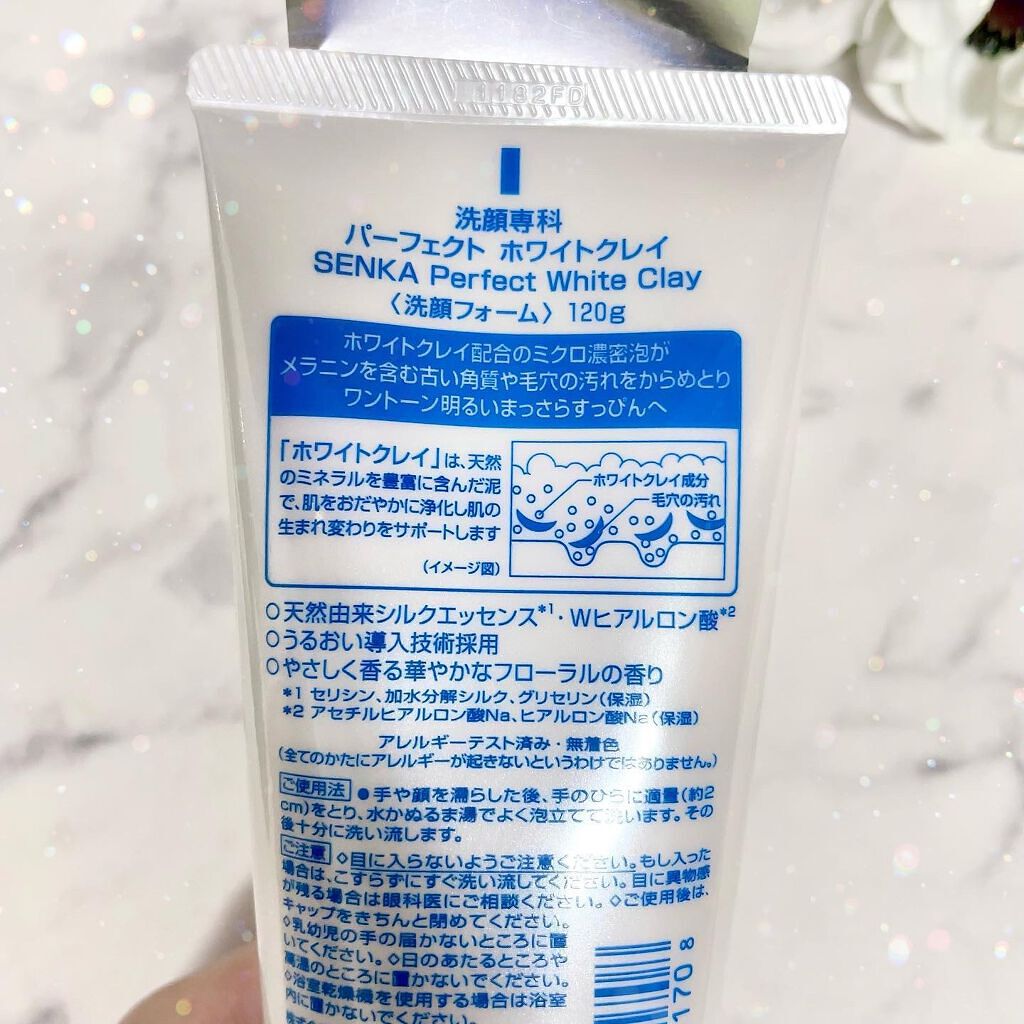 1182FD
洗顔専科
パーフェクト ホワイトクレイ
SENKA Perfect White Clay
〈洗顔フォーム〉 120g
ホワイトクレイ配合のミクロ濃密泡が
メラニンを含む古い角質や毛穴の汚れをからめとり
ワントーン明るいまっさらすっぴんへ
「ホワイトクレイ」は、天然
のミネラルを豊富に含んだ泥
で、肌をおだやかに浄化し肌の
生まれ変わりをサポートします
(イメージ図)
ホワイトクレイ成分
毛穴の汚れ
○天然由来シルクエッセンス*1・Wヒアルロン酸*2
○うるおい導入技術採用
○やさしく香る華やかなフローラルの香り
*1 セリシン、加水分解シルク、グリセリン(保湿)
*2 アセチルヒアルロン酸Na、ヒアルロン酸Na(保湿)
アレルギーテスト済み・無着色
(全てのかたにアレルギーが起きないというわけではありません。)
ご使用法 ●手や顔を濡らした後、手のひらに適量(約2
cm)をとり、水かぬるま湯でよく泡立てて洗います。その
後十分に洗い流します。
ご注意 ◇目に入らないようご注意ください。もし入った
場合は、こすらずにすぐ洗い流してください。目に異物感
が残る場合は眼科医にご相談ください。◇ご使用後は、
キャップをきちんと閉めてください。
◇乳幼児の手の届かないところに置
いてください。◇日のあたるところや
高温のところに置かないでください。
◇浴室乾燥機を使用する場合は浴室
内に置かないでください。
170 8